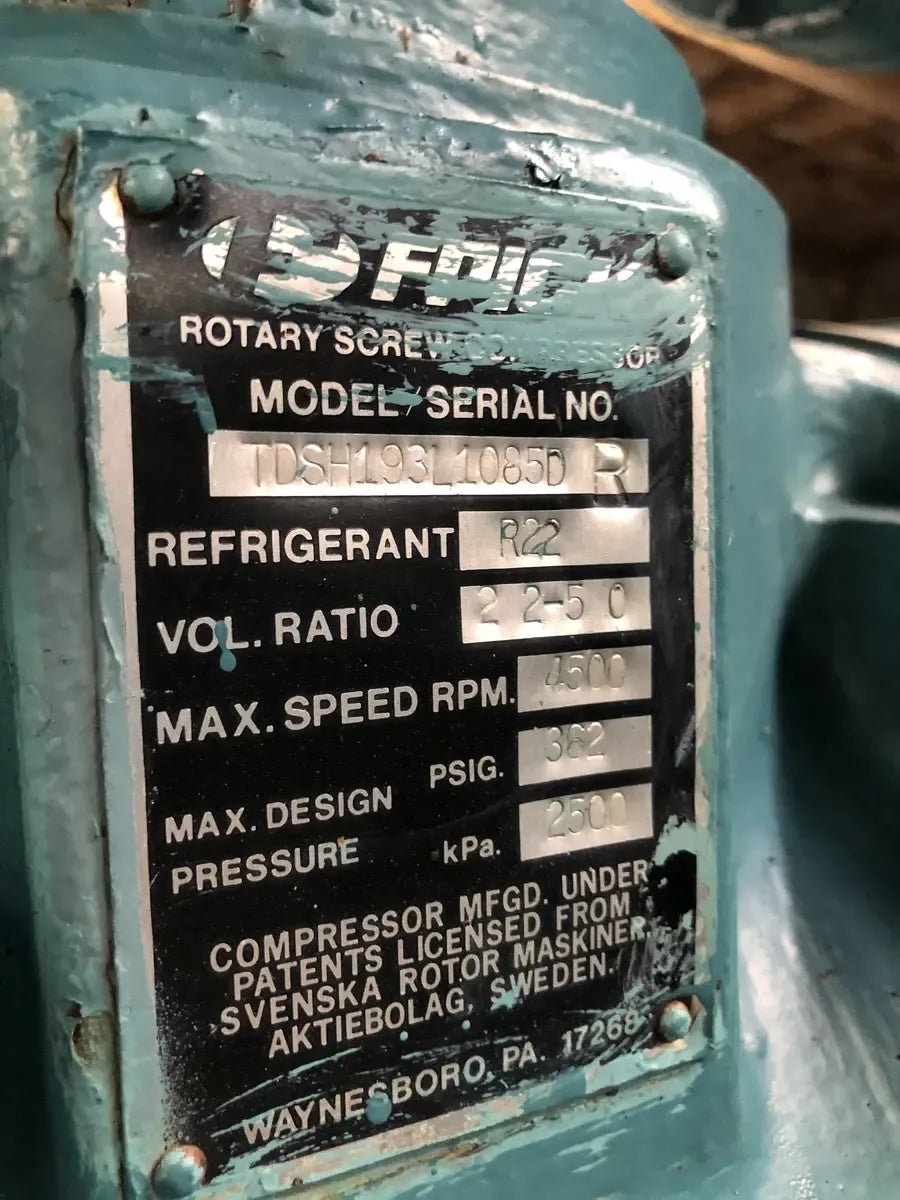 FRICK
ROTARY SCREW COMPRESSOR
MODEL/SERIAL NO.
TDSH193L1085D R
REFRIGERANT R22
VOL. RATIO 2 2-5 0
MAX. SPEED RPM. 4500
MAX. DESIGN PRESSURE PSIG. 362
kPa. 2500
COMPRESSOR MFGD. UNDER
PATENTS LICENSED FROM
SVENSKA ROTOR MASKINER
AKTIEBOLAG, SWEDEN.
WAYNESBORO, PA. 17268